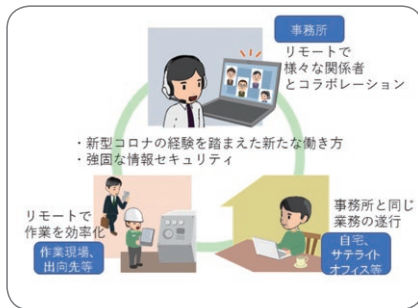 事務所
リモートで
様々な関係者
とコラボレーション
・新型コロナの経験を踏まえた新たな働き方
・強固な情報セキュリティ
リモートで
作業を効率化
作業現場、
出向先等
事務所と同じ
業務の遂行
自宅、
サテライト
オフィス等